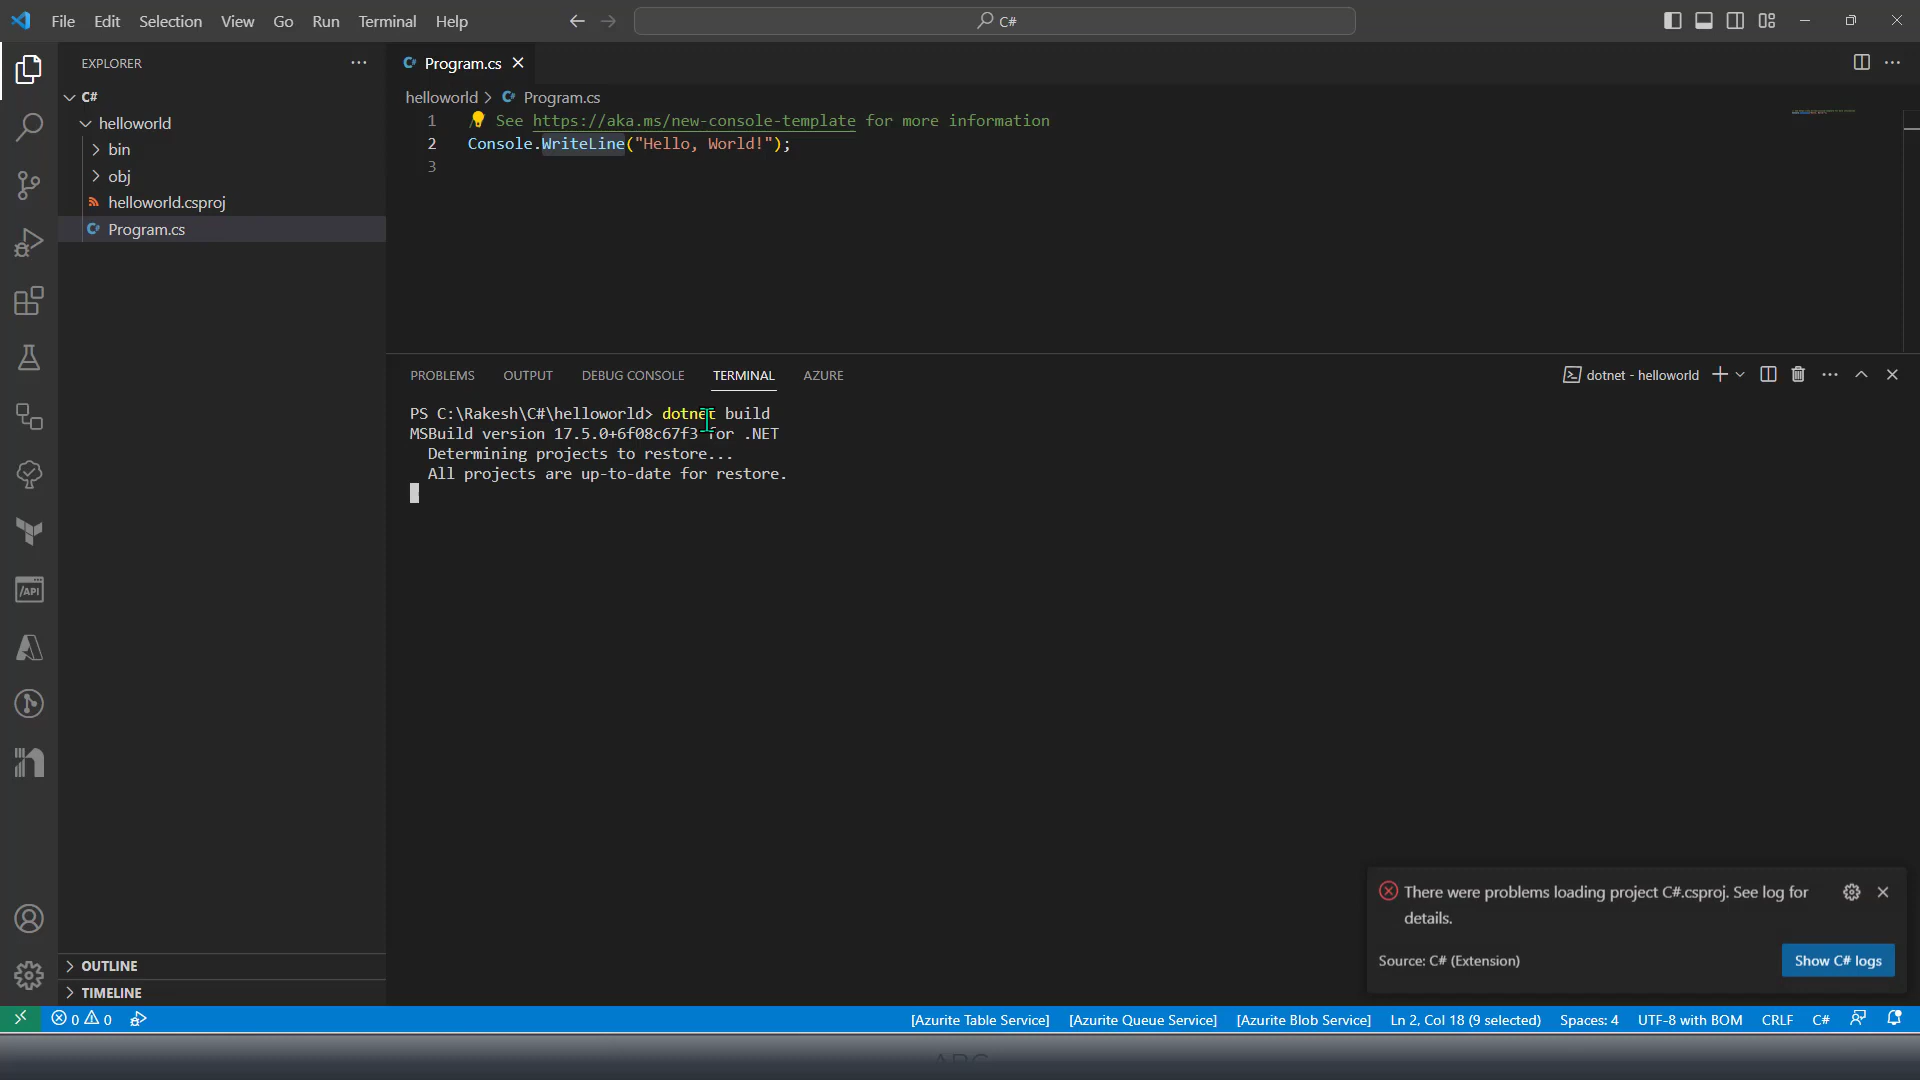 File Edit Selection View Go Run Terminal Help
C#
EXPLORER
C#
helloworld
bin
obj
helloworld.csproj
Program.cs
OUTLINE
TIMELINE
Program.cs
helloworld > Program.cs
1 See https://aka.ms/new-console-template for more information
2 Console.WriteLine("Hello, World!");
3
PROBLEMS OUTPUT DEBUG CONSOLE TERMINAL AZURE
dotnet - helloworld
PS C:\Rakesh\C#\helloworld> dotnet build
MSBuild version 17.5.0+6f08c67f3 for .NET
Determining projects to restore...
All projects are up-to-date for restore.
There were problems loading project C#.csproj. See log for
details.
Source: C# (Extension)
Show C# logs
0 0 [Azurite Table Service] [Azurite Queue Service] [Azurite Blob Service] Ln 2, Col 18 (9 selected) Spaces: 4 UTF-8 with BOM CRLF C#